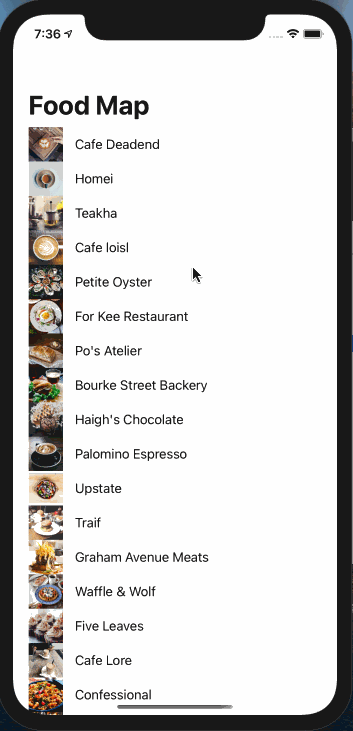 7:36
Food Map
Cafe Deadend
Homei
Teakha
Cafe loisl
Petite Oyster
For Kee Restaurant
Po's Atelier
Bourke Street Backery
Haigh's Chocolate
Palomino Espresso
Upstate
Traif
Graham Avenue Meats
Waffle & Wolf
Five Leaves
Cafe Lore
Confessional